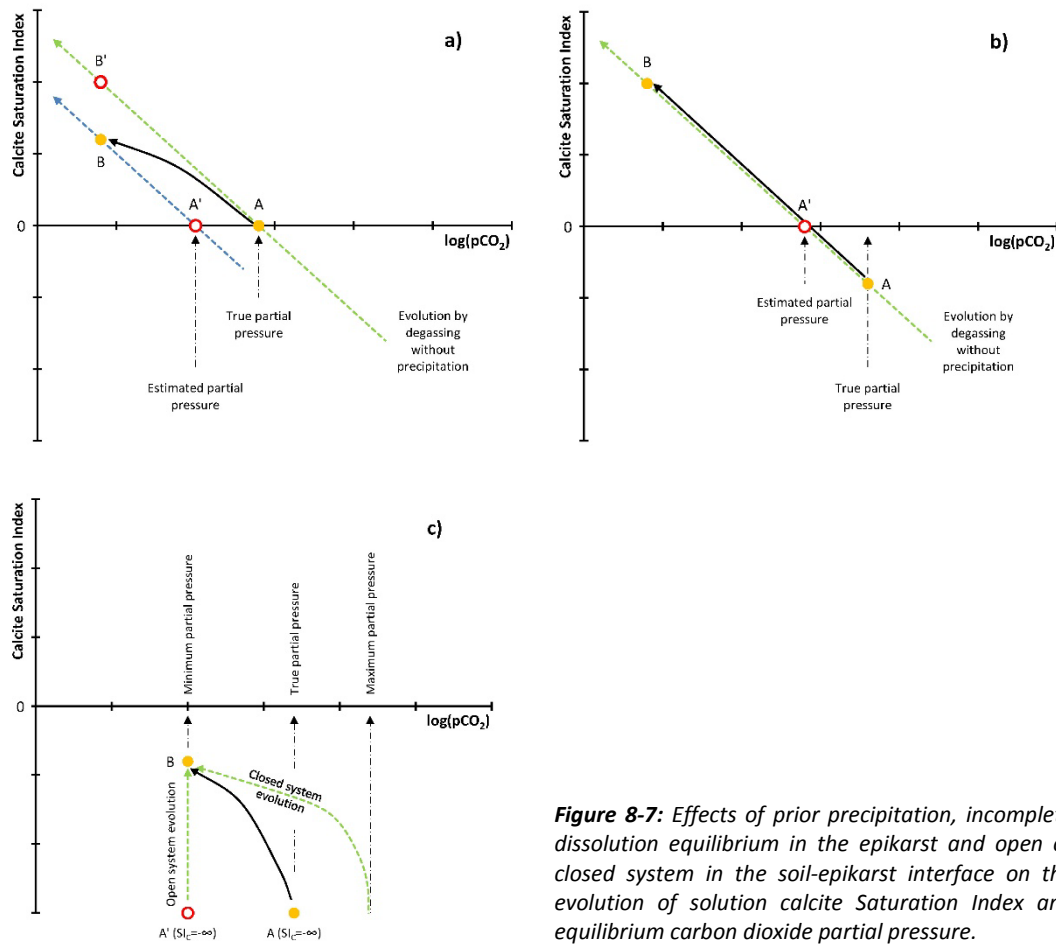 Calcite Saturation Index
a)
B'
B
A'
A
0
log(pCO2)
True partial
pressure
Estimated partial
pressure
Evolution by
degassing
without
precipitation
Calcite Saturation Index
b)
B
A'
0
log(pCO2)
A
Estimated partial
pressure
True partial
pressure
Evolution by
degassing
without
precipitation
Calcite Saturation Index
c)
Minimum partial pressure
True partial pressure
Maximum partial pressure
0
log(pCO2)
B
Closed system
evolution
Open system evolution
A' (SIC=-∞)
A (SIC=-∞)
Figure 8-7: Effects of prior precipitation, incomplet
dissolution equilibrium in the epikarst and open o
closed system in the soil-epikarst interface on th
evolution of solution calcite Saturation Index an
equilibrium carbon dioxide partial pressure.